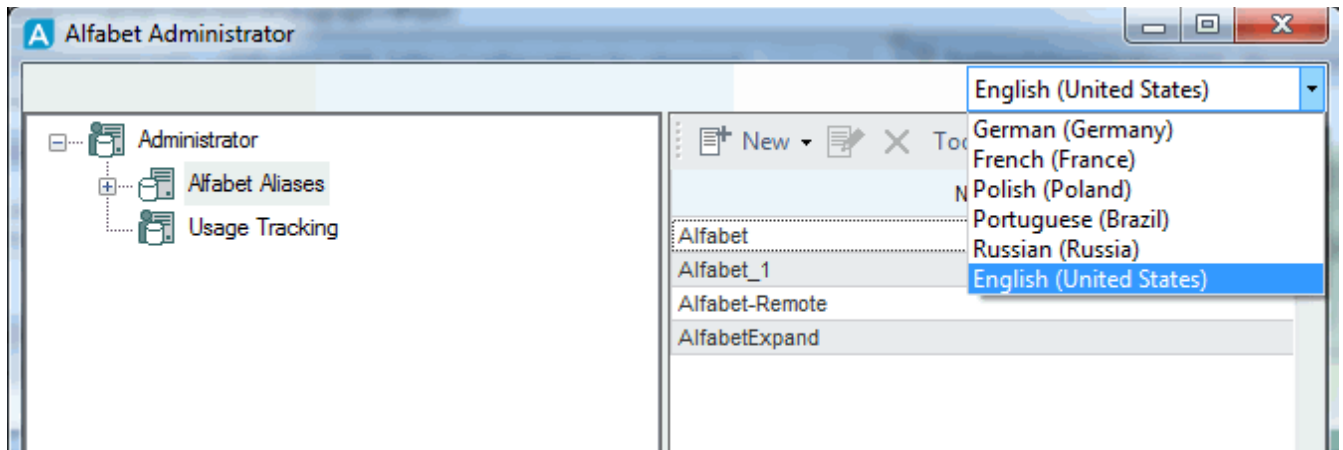 Alfabet Administrator
English (United States)
Administrator
Alfabet Aliases
Usage Tracking
New
German (Germany)
French (France)
Polish (Poland)
Portuguese (Brazil)
Russian (Russia)
English (United States)
Alfabet
Alfabet_1
Alfabet-Remote
AlfabetExpand